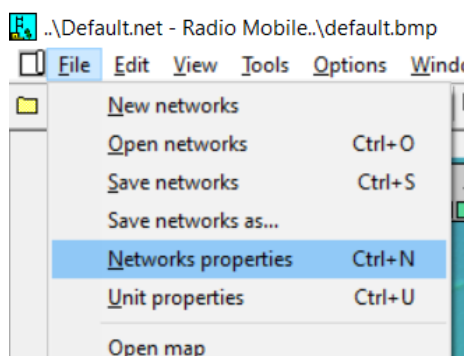 ..\Default.net - Radio Mobile..\default.bmp
File Edit View Tools Options
New networks
Open networks Ctrl+O
Save networks Ctrl+S
Save networks as...
Networks properties Ctrl+N
Unit properties Ctrl+U
Open map